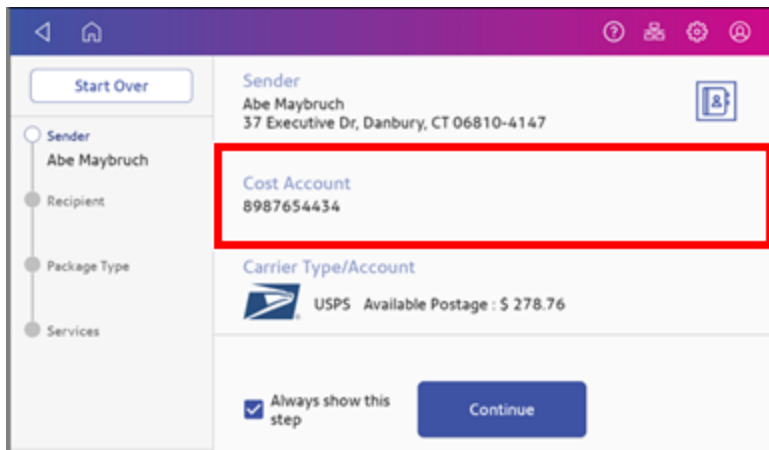 Start Over
Sender
Abe Maybruch
Recipient
Package Type
Services
Sender
Abe Maybruch
37 Executive Dr, Danbury, CT 06810-4147
Cost Account
8987654434
Carrier Type/Account
USPS Available Postage : $ 278.76
Always show this
step
Continue